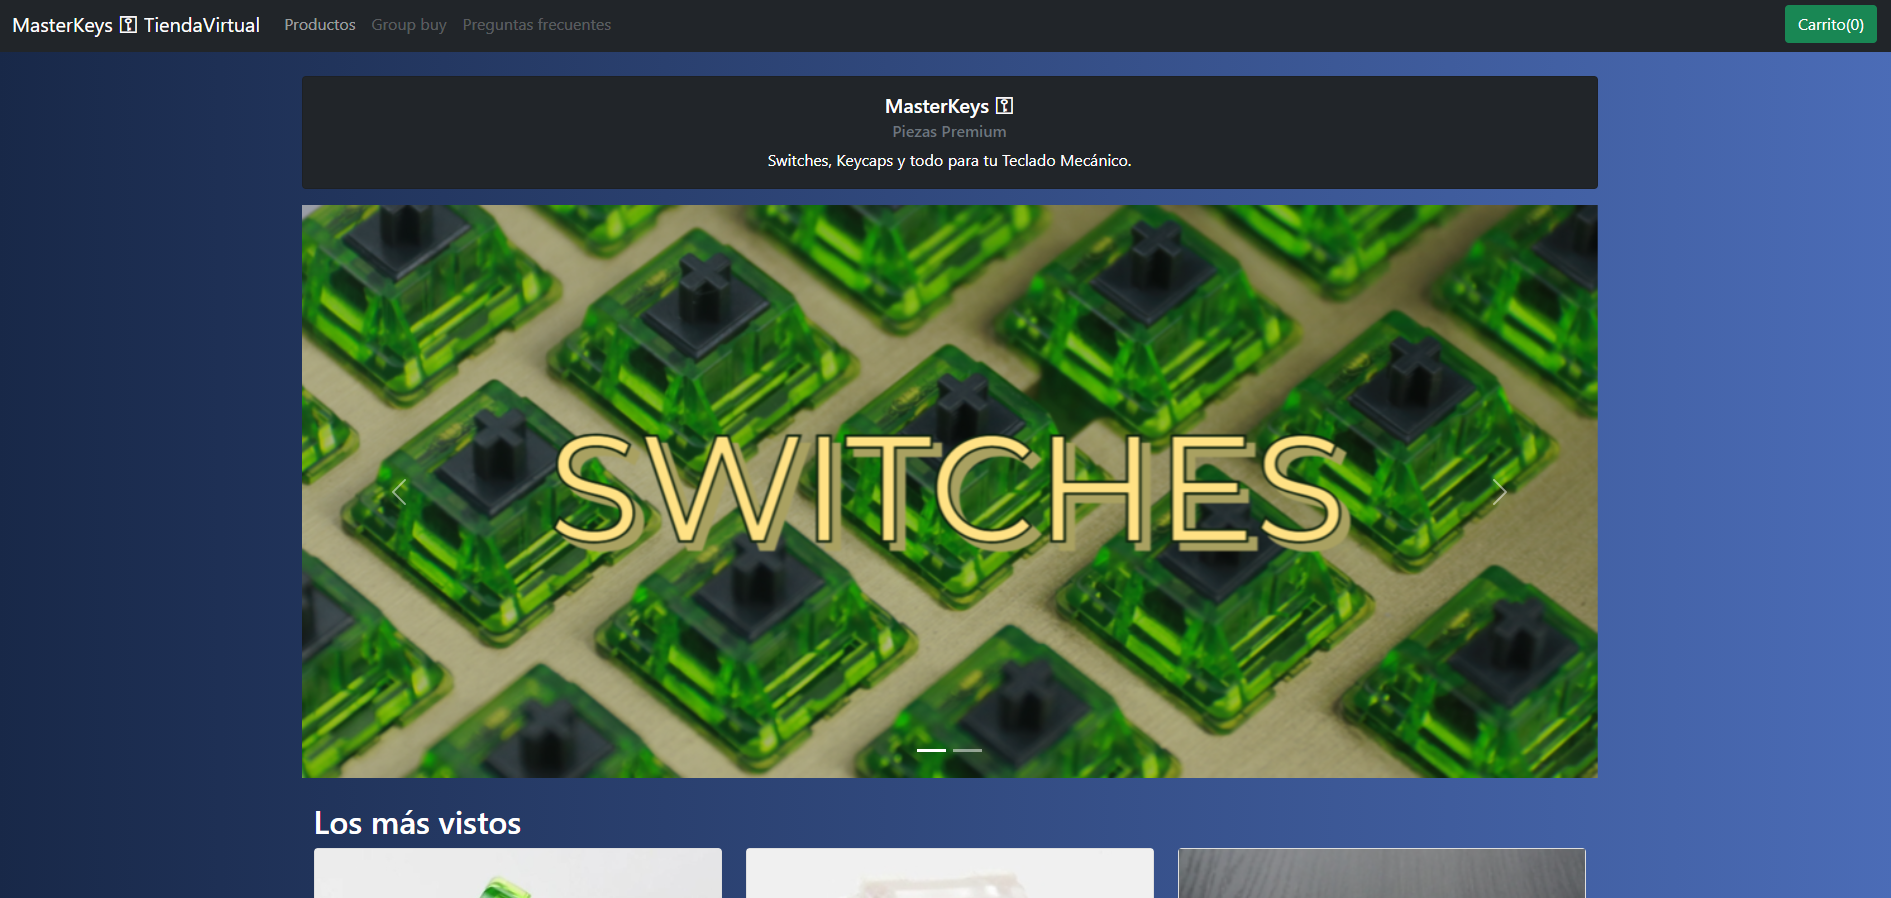 MasterKeys ⚿ TiendaVirtual Productos Group buy Preguntas frecuentes Carrito(0)
MasterKeys ⚿
Piezas Premium
Switches, Keycaps y todo para tu Teclado Mecánico.
SWITCHES
Los más vistos